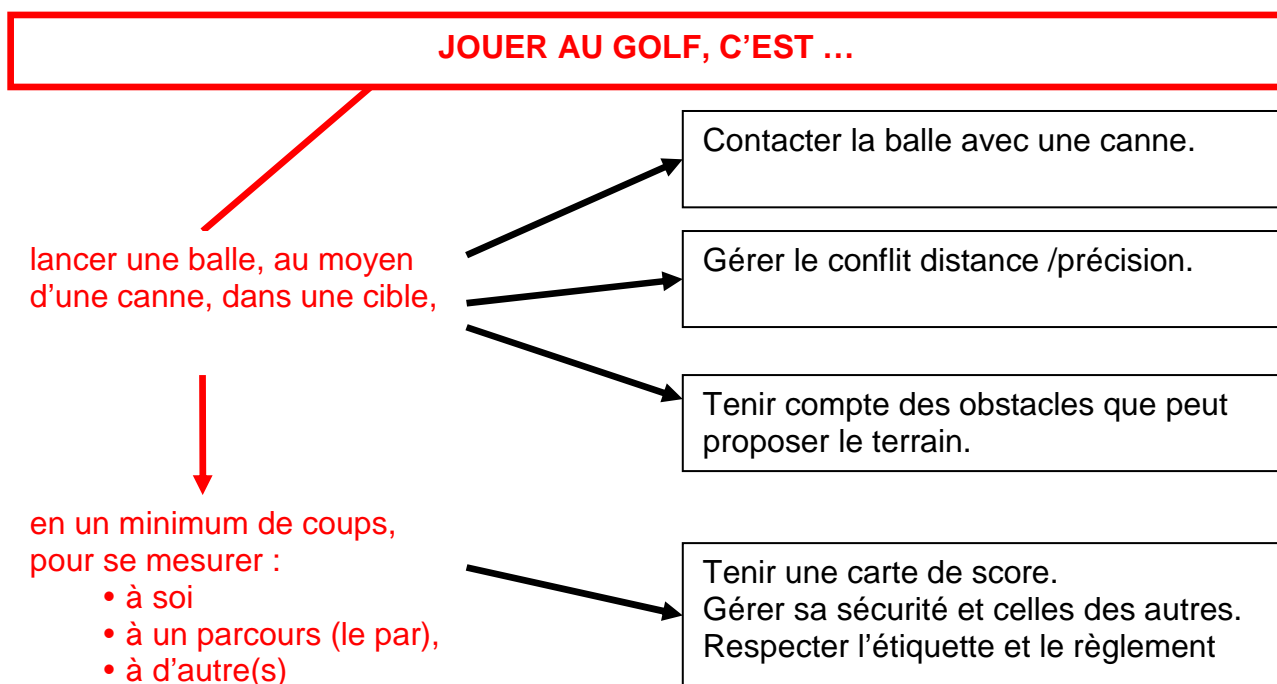 JOUER AU GOLF, C’EST …
Contacter la balle avec une canne.
lancer une balle, au moyen
d’une canne, dans une cible,
Gérer le conflit distance /précision.
Tenir compte des obstacles que peut
proposer le terrain.
en un minimum de coups,
pour se mesurer :
• à soi
• à un parcours (le par),
• à d’autre(s)
Tenir une carte de score.
Gérer sa sécurité et celles des autres.
Respecter l’étiquette et le règlement